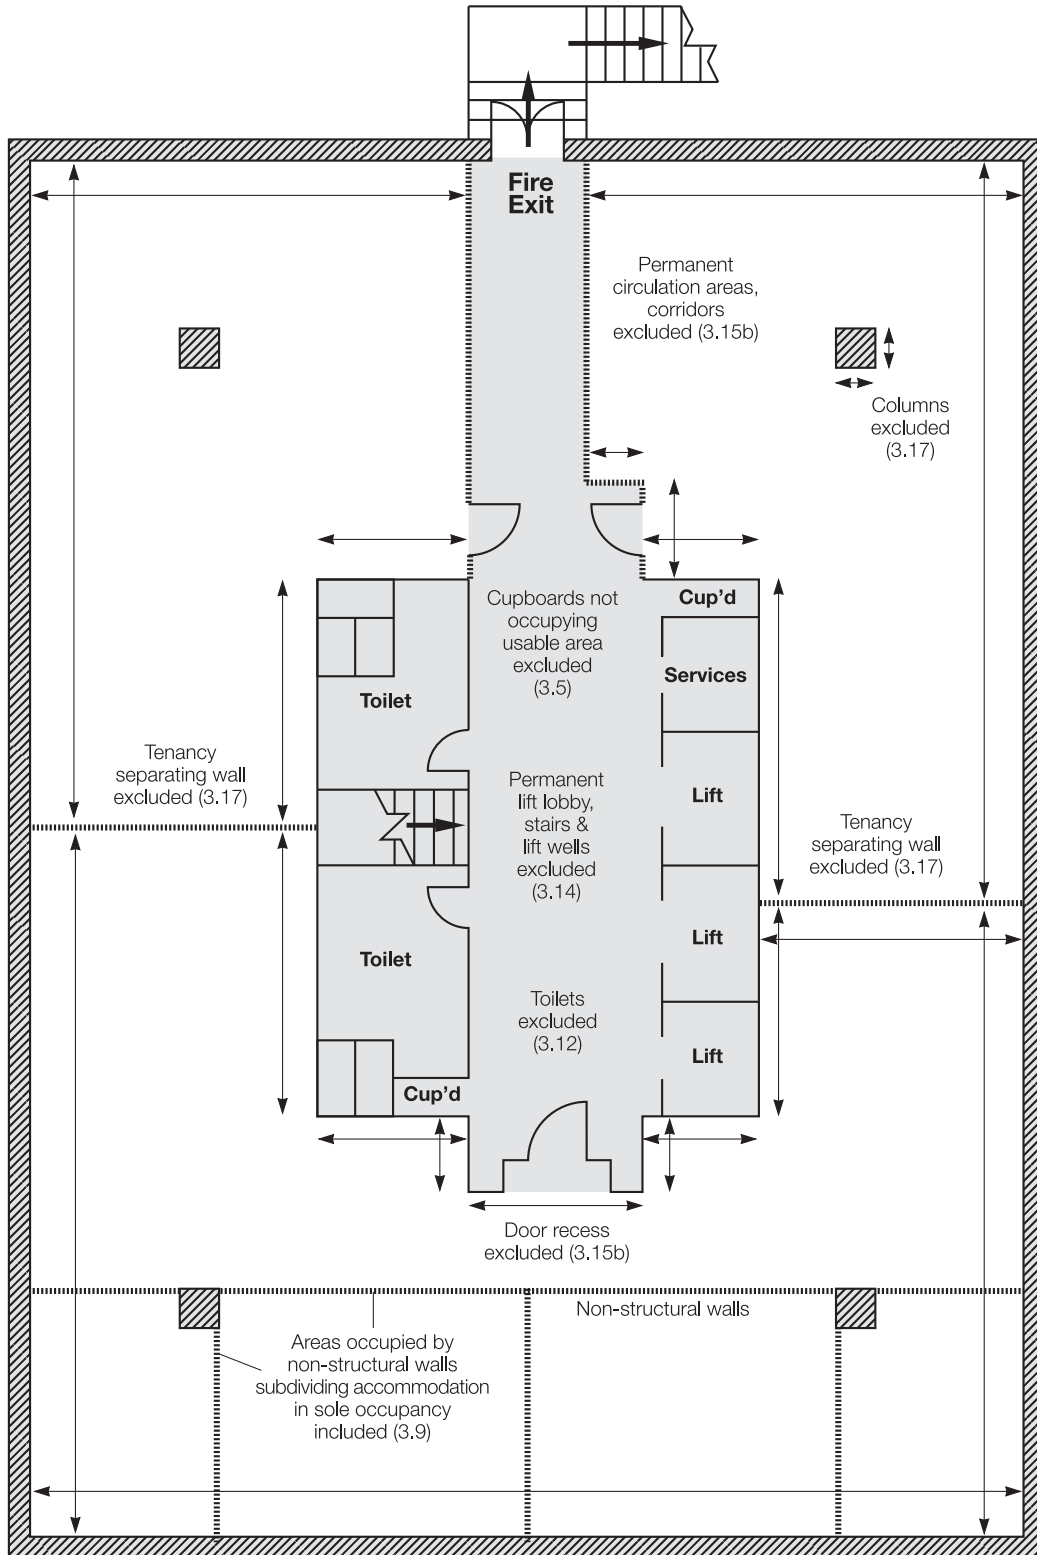 Fire
Exit
Permanent
circulation areas,
corridors
excluded (3.15b)
Columns
excluded
(3.17)
Cupboards not
occupying
usable area
excluded
(3.5)
Cup’d
Services
Toilet
Tenancy
separating wall
excluded (3.17)
Permanent
lift lobby,
stairs &
lift wells
excluded
(3.14)
Lift
Tenancy
separating wall
excluded (3.17)
Lift
Toilet
Toilets
excluded
(3.12)
Lift
Cup’d
Door recess
excluded (3.15b)
Non-structural walls
Areas occupied by
non-structural walls
subdividing accommodation
in sole occupancy
included (3.9)